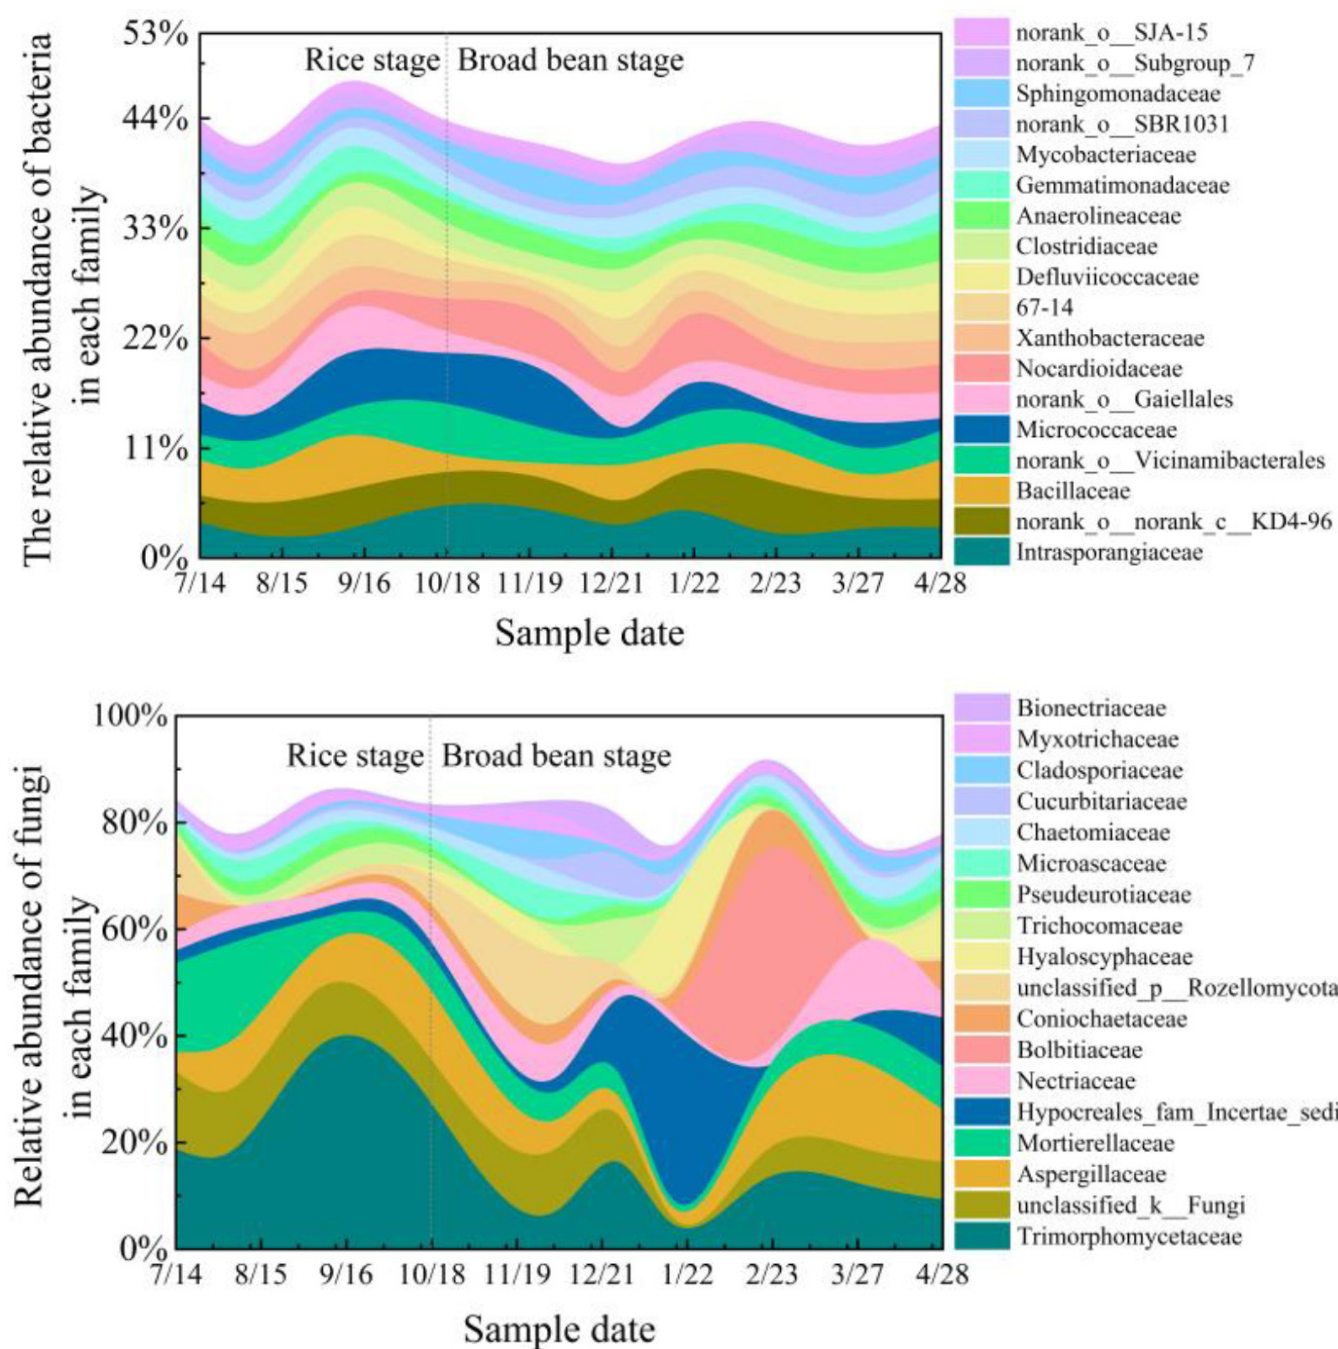 The relative abundance of bacteria
in each family
53%
44%
33%
22%
11%
0%
Rice stage
Broad bean stage
7/14
8/15
9/16
10/18
11/19
12/21
1/22
2/23
3/27
4/28
Sample date
norank_o__SJA-15
norank_o__Subgroup_7
Sphingomonadaceae
norank_o__SBR1031
Mycobacteriaceae
Gemmatimonadaceae
Anaerolineaceae
Clostridiaceae
Defluviicoccaceae
67-14
Xanthobacteraceae
Nocardioidaceae
norank_o__Gaiellales
Micrococcaceae
norank_o__Vicinamibacterales
Bacillaceae
norank_o__norank_c__KD4-96
Intrasporangiaceae
Relative abundance of fungi
in each family
100%
80%
60%
40%
20%
0%
Rice stage
Broad bean stage
7/14
8/15
9/16
10/18
11/19
12/21
1/22
2/23
3/27
4/28
Sample date
Bionectriaceae
Myxotrichaceae
Cladosporiaceae
Cucurbitariaceae
Chaetomiaceae
Microascaceae
Pseudeurotiaceae
Trichocomaceae
Hyaloscyphaceae
unclassified_p__Rozellomycota
Coniochaetaceae
Bolbitiaceae
Nectriaceae
Hypocreales_fam_Incertae_sedi
Mortierellaceae
Aspergillaceae
unclassified_k__Fungi
Trimorphomycetaceae